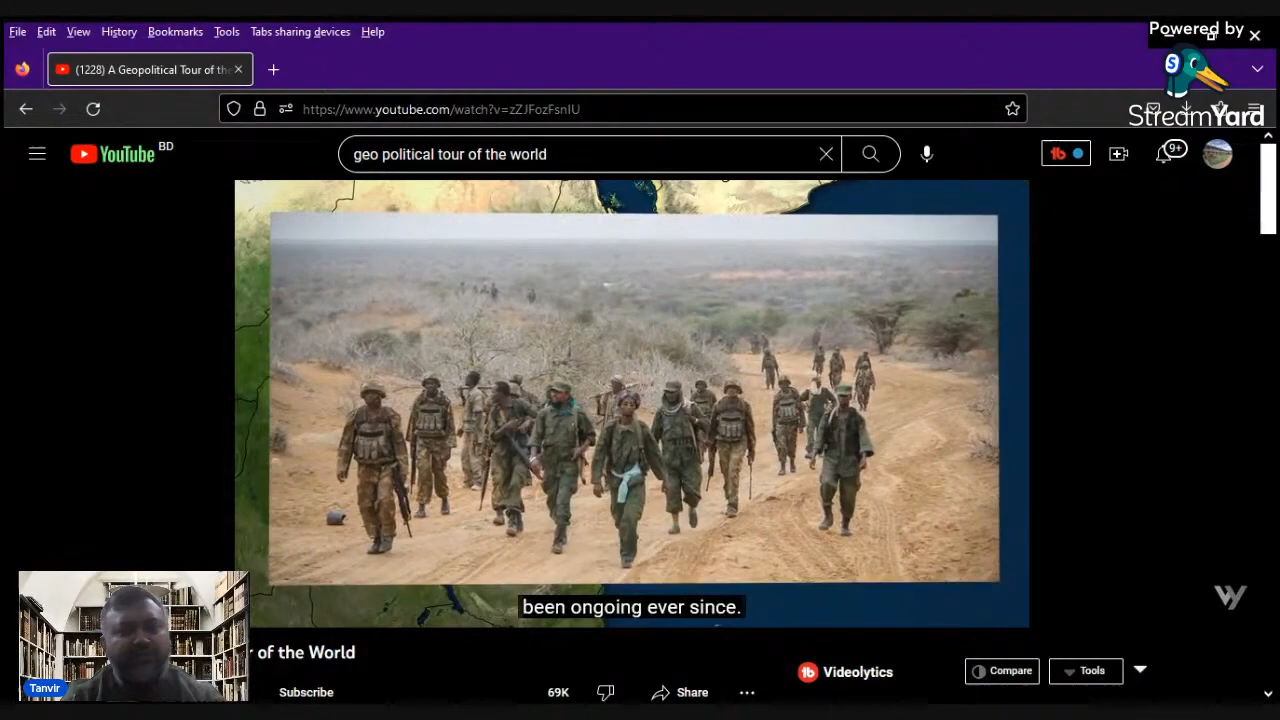 File Edit View History Bookmarks Tools Tabs sharing devices Help
Powered by
(1228) A Geopolitical Tour of the
StreamYard
https://www.youtube.com/watch?v=zZJFozFsnIU
YouTube BD
geo political tour of the world
9+
been ongoing ever since.
of the World
Tanvir
Subscribe
69K
Share
Videolytics
Compare
Tools